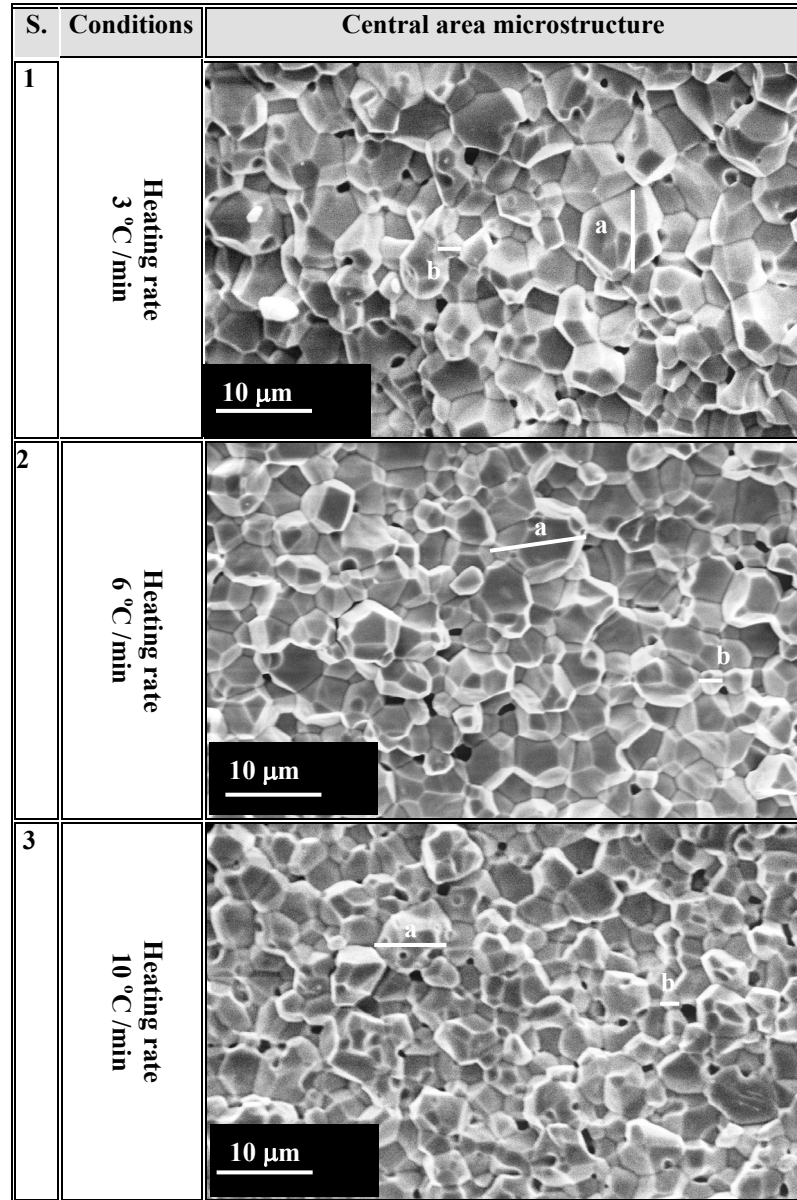 S. Conditions Central area microstructure
1
Heating rate
3 °C /min
a
b
10 µm
2
Heating rate
6 °C /min
a
b
10 µm
3
Heating rate
10 °C /min
a
b
10 µm